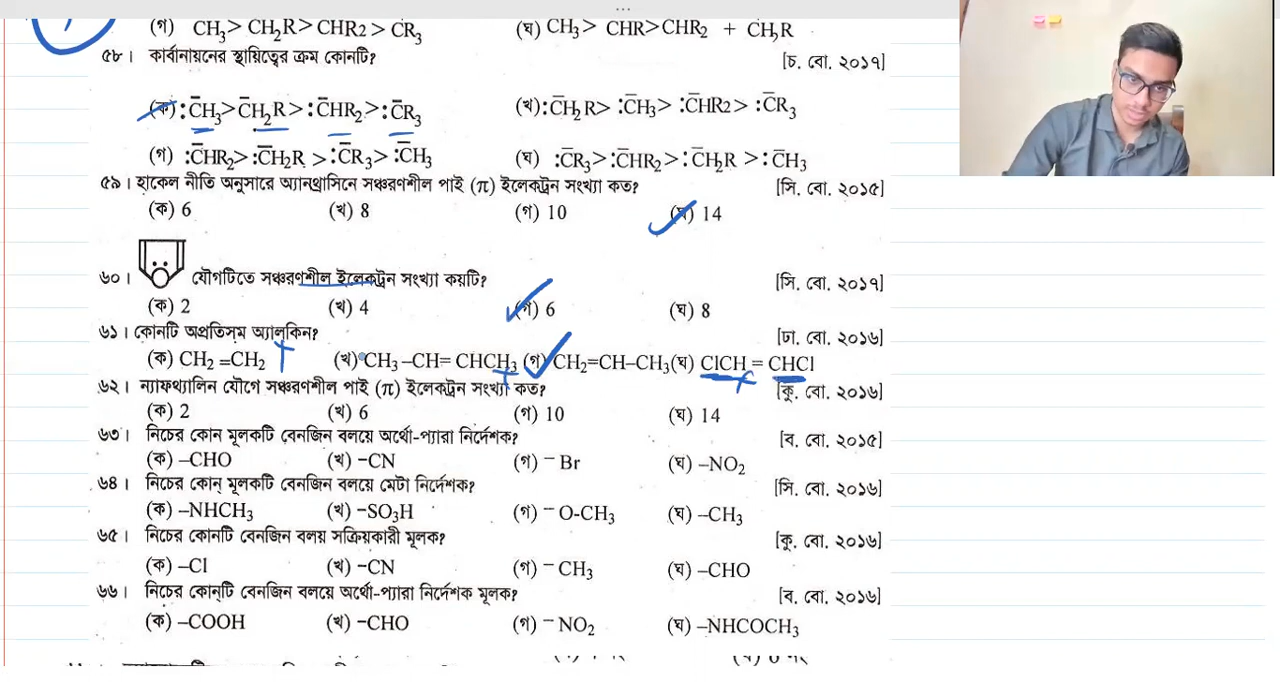 (গ) CH3> CH2R> CHR2 > CR3 (ঘ) CH3> CHR>CHR2 + CH2R
৫৮। কার্বানায়নের স্থায়িত্বের ক্রম কোনটি? [চ. বো. ২০১৭]
(ক) :C̄H3> C̄H2R> :C̄HR2> :C̄R3 (খ) :C̄H2R> :C̄H3> :C̄HR2> :C̄R3
(গ) :C̄HR2> :C̄H2R > :C̄R3> :C̄H3 (ঘ) :C̄R3> :C̄HR2> :C̄H2R > :C̄H3
৫৯। হাকেল নীতি অনুসারে অ্যানথ্রাসিনে সঞ্চরণশীল পাই (π) ইলেকট্রন সংখ্যা কত? [সি. বো. ২০১৫]
(ক) 6 (খ) 8 (গ) 10 (ঘ) 14
৬০। যৌগটিতে সঞ্চরণশীল ইলেকট্রন সংখ্যা কয়টি? [সি. বো. ২০১৭]
(ক) 2 (খ) 4 (গ) 6 (ঘ) 8
৬১। কোনটি অপ্রতিসম অ্যালকিন? [ঢা. বো. ২০১৬]
(ক) CH2 =CH2 (খ) CH3 –CH= CHCH3 (গ) CH2=CH–CH3 (ঘ) ClCH = CHCl
৬২। ন্যাফথ্যালিন যৌগে সঞ্চরণশীল পাই (π) ইলেকট্রন সংখ্যা কত? [কু. বো. ২০১৬]
(ক) 2 (খ) 6 (গ) 10 (ঘ) 14
৬৩। নিচের কোন মূলকটি বেনজিন বলয়ে অর্থো-প্যারা নির্দেশক? [ব. বো. ২০১৫]
(ক) –CHO (খ) –CN (গ) – Br (ঘ) –NO2
৬৪। নিচের কোন্ মূলকটি বেনজিন বলয়ে মেটা নির্দেশক? [সি. বো. ২০১৬]
(ক) –NHCH3 (খ) –SO3H (গ) – O-CH3 (ঘ) –CH3
৬৫। নিচের কোনটি বেনজিন বলয় সক্রিয়কারী মূলক? [কু. বো. ২০১৬]
(ক) –Cl (খ) –CN (গ) – CH3 (ঘ) –CHO
৬৬। নিচের কোন্‌টি বেনজিন বলয়ে অর্থো-প্যারা নির্দেশক মূলক? [ব. বো. ২০১৬]
(ক) –COOH (খ) –CHO (গ) – NO2 (ঘ) –NHCOCH3